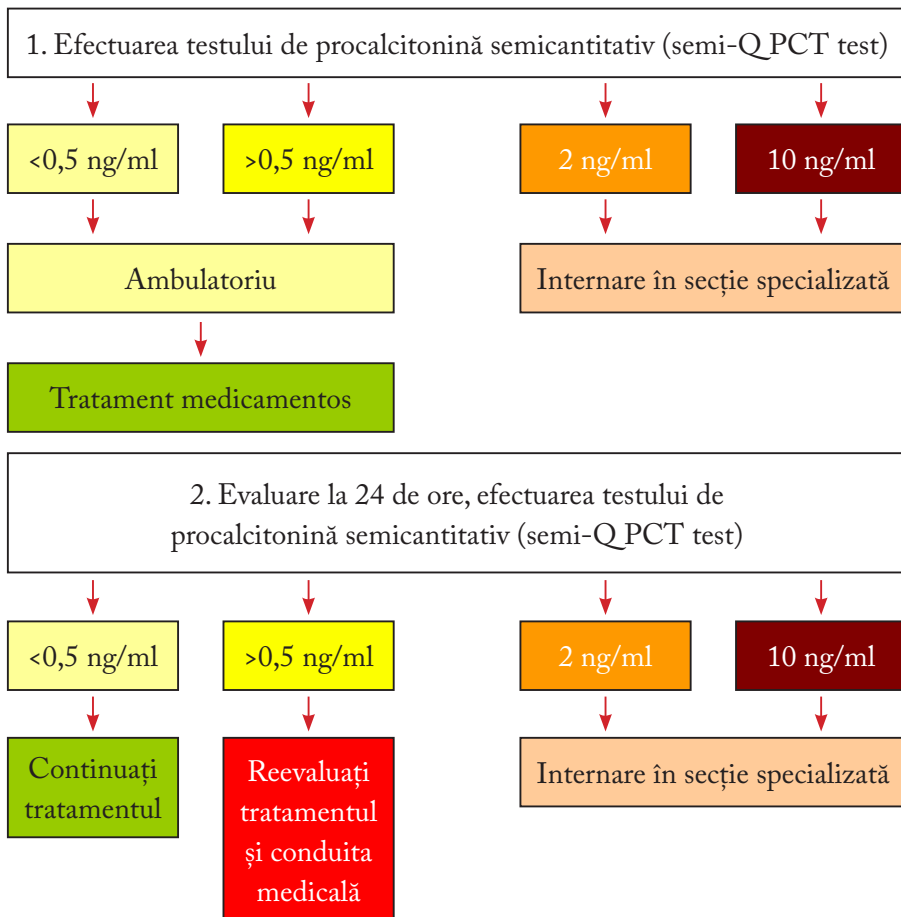 1. Efectuarea testului de procalcitonină semicantitativ (semi-Q PCT test)
<0,5 ng/ml
>0,5 ng/ml
2 ng/ml
10 ng/ml
Ambulatoriu
Internare în secție specializată
Tratament medicamentos
2. Evaluare la 24 de ore, efectuarea testului de
procalcitonină semicantitativ (semi-Q PCT test)
<0,5 ng/ml
>0,5 ng/ml
2 ng/ml
10 ng/ml
Continuați
tratamentul
Reevaluați
tratamentul
și conduita
medicală
Internare în secție specializată